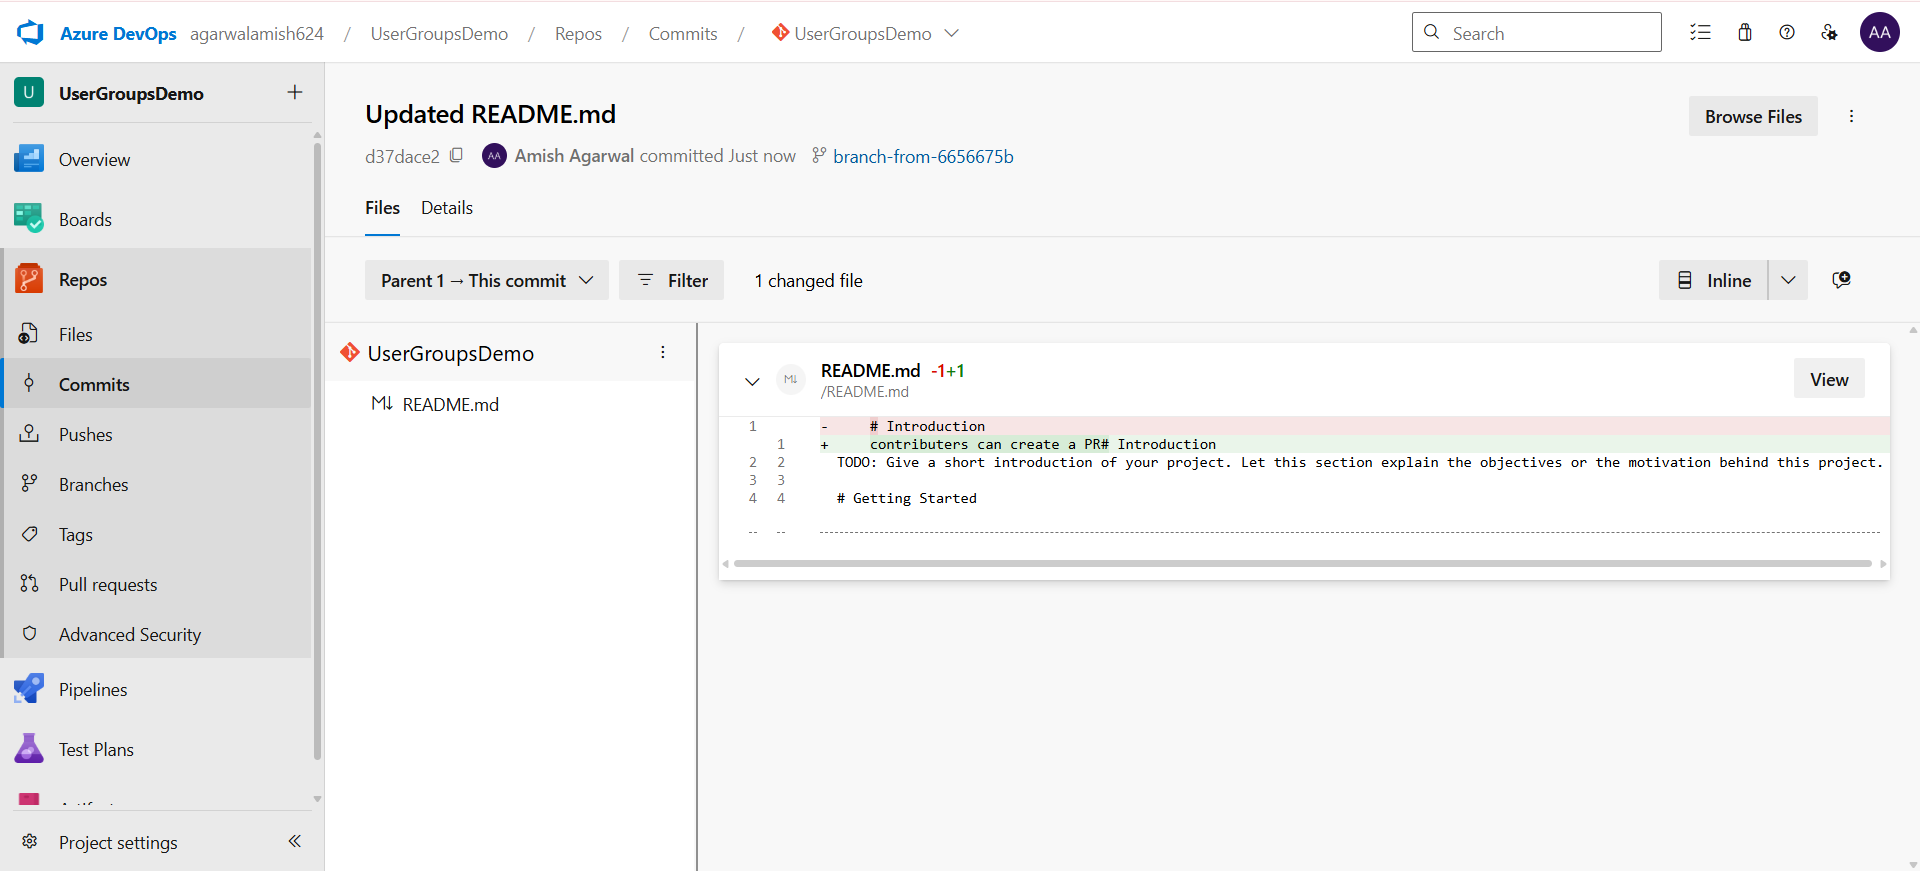 Azure DevOps agarwalamish624 / UserGroupsDemo / Repos / Commits / UserGroupsDemo
Search
AA
U UserGroupsDemo
Overview
Boards
Repos
Files
Commits
Pushes
Branches
Tags
Pull requests
Advanced Security
Pipelines
Test Plans
Project settings
Updated README.md
Browse Files
d37dace2 AA Amish Agarwal committed Just now branch-from-6656675b
Files Details
Parent 1 → This commit Filter 1 changed file
Inline
UserGroupsDemo
M↓ README.md
M↓ README.md -1+1
/README.md
View
1 - # Introduction
1 + contributers can create a PR# Introduction
2 2 TODO: Give a short introduction of your project. Let this section explain the objectives or the motivation behind this project.
3 3
4 4 # Getting Started
-- --